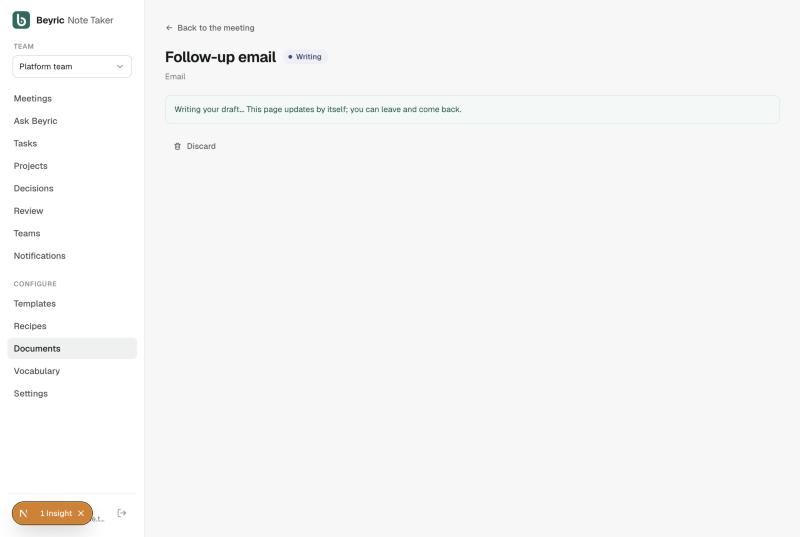 Beyric Note Taker
TEAM
Platform team
Meetings
Ask Beyric
Tasks
Projects
Decisions
Review
Teams
Notifications
CONFIGURE
Templates
Recipes
Documents
Vocabulary
Settings
N 1 Insight
← Back to the meeting
Follow-up email
Writing
Email
Writing your draft... This page updates by itself; you can leave and come back.
Discard